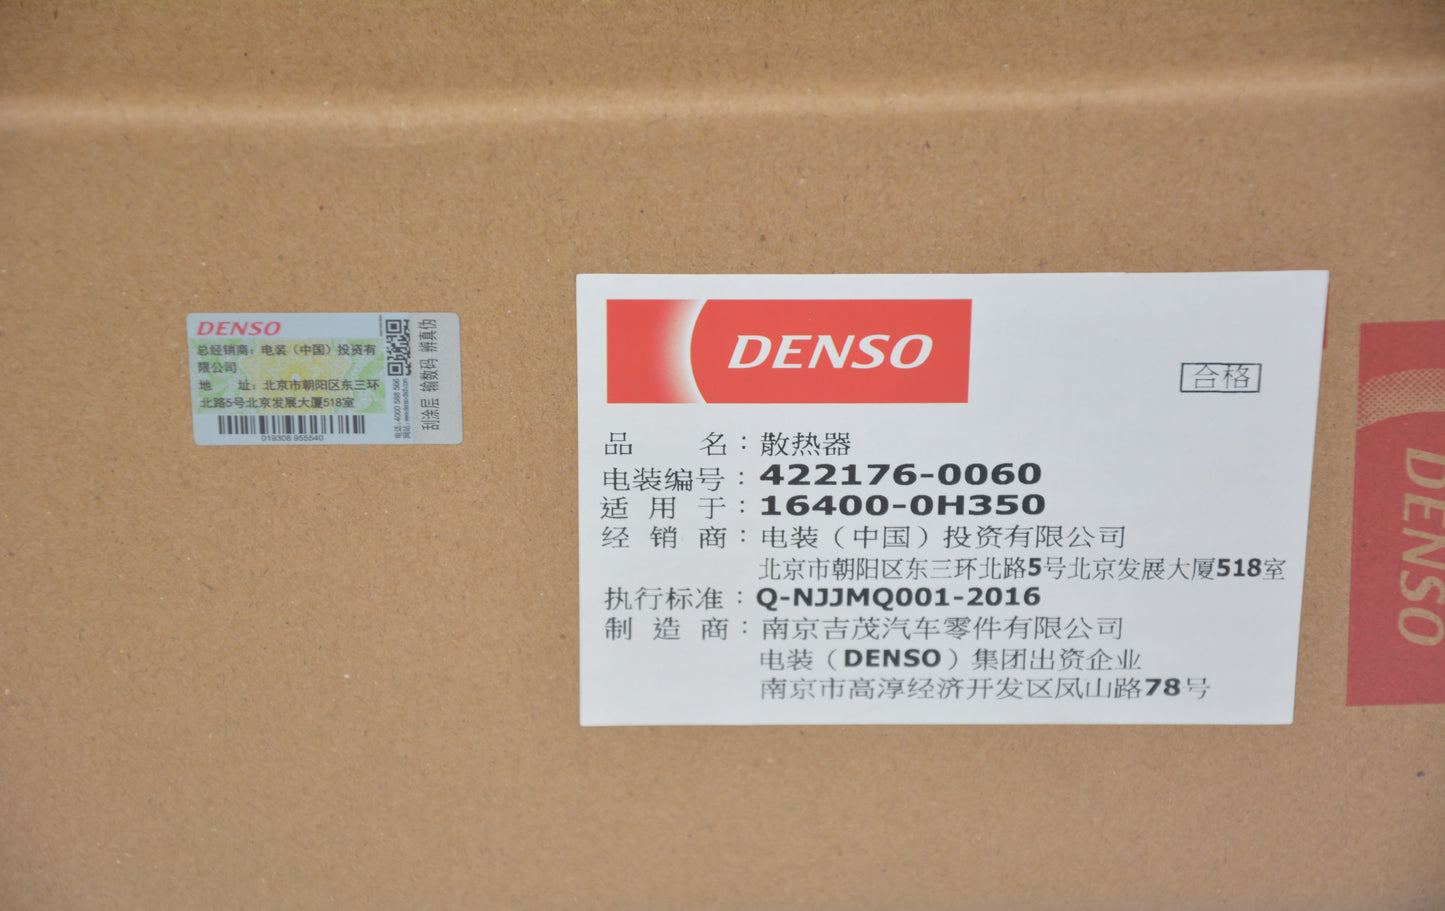 DENSO
总经销商：电装（中国）投资有
限公司
地 址：北京市朝阳区东三环
北路5号北京发展大厦518室
019308 955540
刮涂层 输数码 辨真伪
DENSO
合格
品 名：散热器
电装编号：422176-0060
适 用 于：16400-0H350
经 销 商：电装（中国）投资有限公司
北京市朝阳区东三环北路5号北京发展大厦518室
执行标准：Q-NJJMQ001-2016
制 造 商：南京吉茂汽车零件有限公司
电装（DENSO）集团出资企业
南京市高淳经济开发区凤山路78号
DENSO